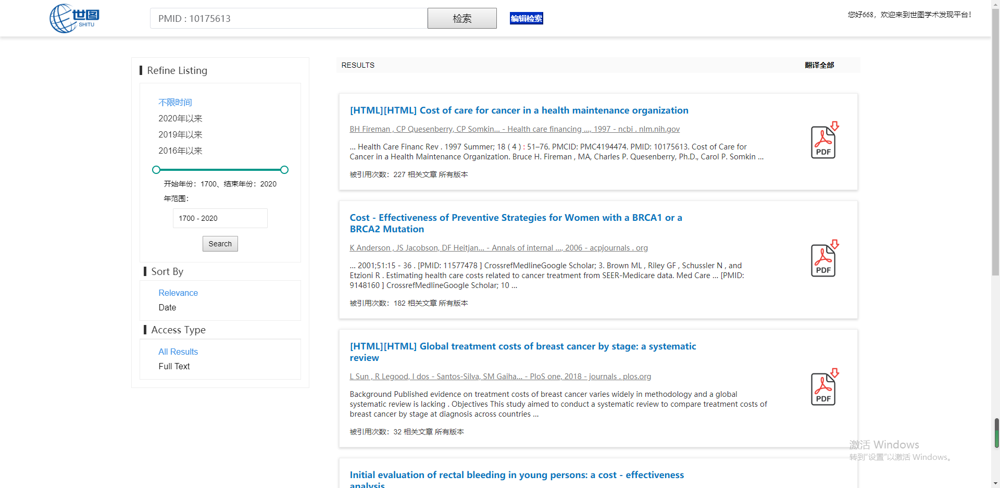 世图
SHITU
PMID : 10175613
检索
编辑检索
您好668，欢迎来到世图学术发现平台！
Refine Listing
不限时间
2020年以来
2019年以来
2016年以来
开始年份：1700、结束年份：2020
年范围：
1700 - 2020
Search
Sort By
Relevance
Date
Access Type
All Results
Full Text
RESULTS
翻译全部
[HTML][HTML] Cost of care for cancer in a health maintenance organization
BH Fireman , CP Quesenberry, CP Somkin... - Health care financing ..., 1997 - ncbi . nlm.nih.gov
... Health Care Financ Rev . 1997 Summer; 18 ( 4 ) : 51–76. PMCID: PMC4194474. PMID: 10175613. Cost of Care for
Cancer in a Health Maintenance Organization. Bruce H. Fireman , MA, Charles P. Quesenberry, Ph.D., Carol P. Somkin ...
被引用次数：227 相关文章 所有版本
PDF
Cost - Effectiveness of Preventive Strategies for Women with a BRCA1 or a
BRCA2 Mutation
K Anderson , JS Jacobson, DF Heitjan... - Annals of internal ..., 2006 - acpjournals . org
... 2001;51:15 - 36 . [PMID: 11577478 ] CrossrefMedlineGoogle Scholar; 3. Brown ML , Riley GF , Schussler N , and
Etzioni R . Estimating health care costs related to cancer treatment from SEER-Medicare data. Med Care ... [PMID:
9148160 ] CrossrefMedlineGoogle Scholar; 10 ...
被引用次数：182 相关文章 所有版本
PDF
[HTML][HTML] Global treatment costs of breast cancer by stage: a systematic
review
L Sun , R Legood, I dos - Santos-Silva, SM Gaiha... - PloS one, 2018 - journals . plos.org
Background Published evidence on treatment costs of breast cancer varies widely in methodology and a global
systematic review is lacking . Objectives This study aimed to conduct a systematic review to compare treatment costs of
breast cancer by stage at diagnosis across countries ...
被引用次数：32 相关文章 所有版本
PDF
Initial evaluation of rectal bleeding in young persons: a cost - effectiveness
analysis
激活 Windows
转到"设置"以激活 Windows。